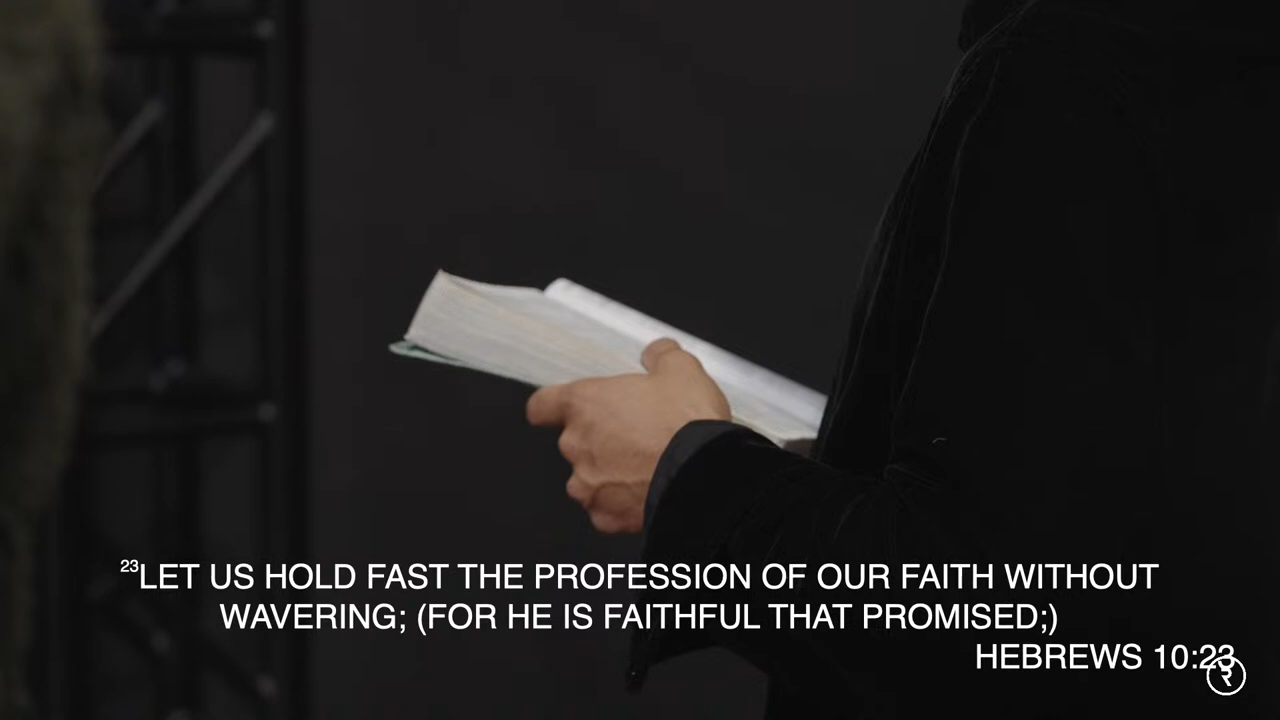 23LET US HOLD FAST THE PROFESSION OF OUR FAITH WITHOUT
WAVERING; (FOR HE IS FAITHFUL THAT PROMISED;)
HEBREWS 10:23